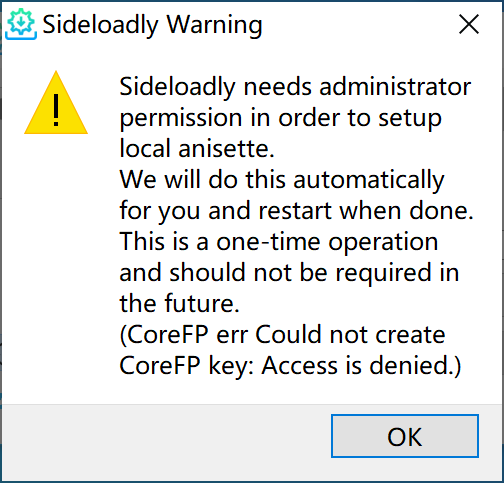 Sideloadly Warning
Sideloadly needs administrator
permission in order to setup
local anisette.
We will do this automatically
for you and restart when done.
This is a one-time operation
and should not be required in
the future.
(CoreFP err Could not create
CoreFP key: Access is denied.)
OK